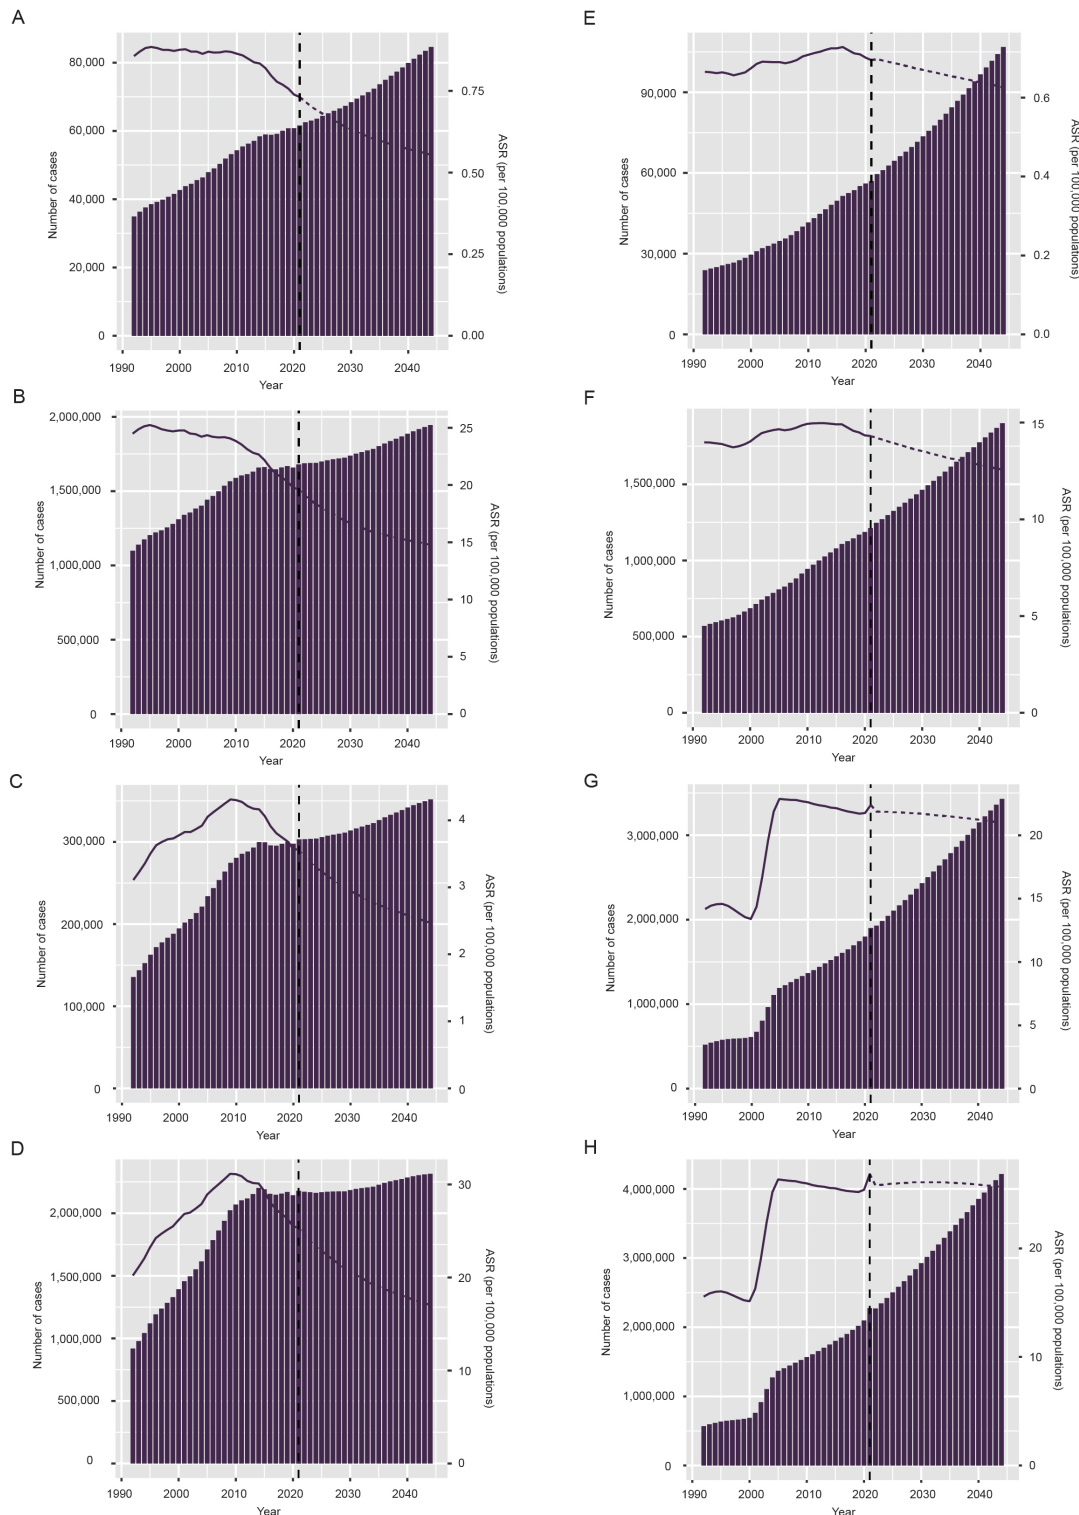 A
80,000
60,000
40,000
20,000
0
Number of cases
0.75
0.50
0.25
0.00
ASR (per 100,000 populations)
1990 2000 2010 2020 2030 2040
Year
E
90,000
60,000
30,000
0
Number of cases
0.6
0.4
0.2
0.0
ASR (per 100,000 populations)
1990 2000 2010 2020 2030 2040
Year
B
2,000,000
1,500,000
1,000,000
500,000
0
Number of cases
25
20
15
10
5
0
ASR (per 100,000 populations)
1990 2000 2010 2020 2030 2040
Year
F
1,500,000
1,000,000
500,000
0
Number of cases
15
10
5
0
ASR (per 100,000 populations)
1990 2000 2010 2020 2030 2040
Year
C
300,000
200,000
100,000
0
Number of cases
4
3
2
1
0
ASR (per 100,000 populations)
1990 2000 2010 2020 2030 2040
Year
G
3,000,000
2,000,000
1,000,000
0
Number of cases
20
15
10
5
0
ASR (per 100,000 populations)
1990 2000 2010 2020 2030 2040
Year
D
2,000,000
1,500,000
1,000,000
500,000
0
Number of cases
30
20
10
0
ASR (per 100,000 populations)
1990 2000 2010 2020 2030 2040
Year
H
4,000,000
3,000,000
2,000,000
1,000,000
0
Number of cases
20
10
0
ASR (per 100,000 populations)
1990 2000 2010 2020 2030 2040
Year